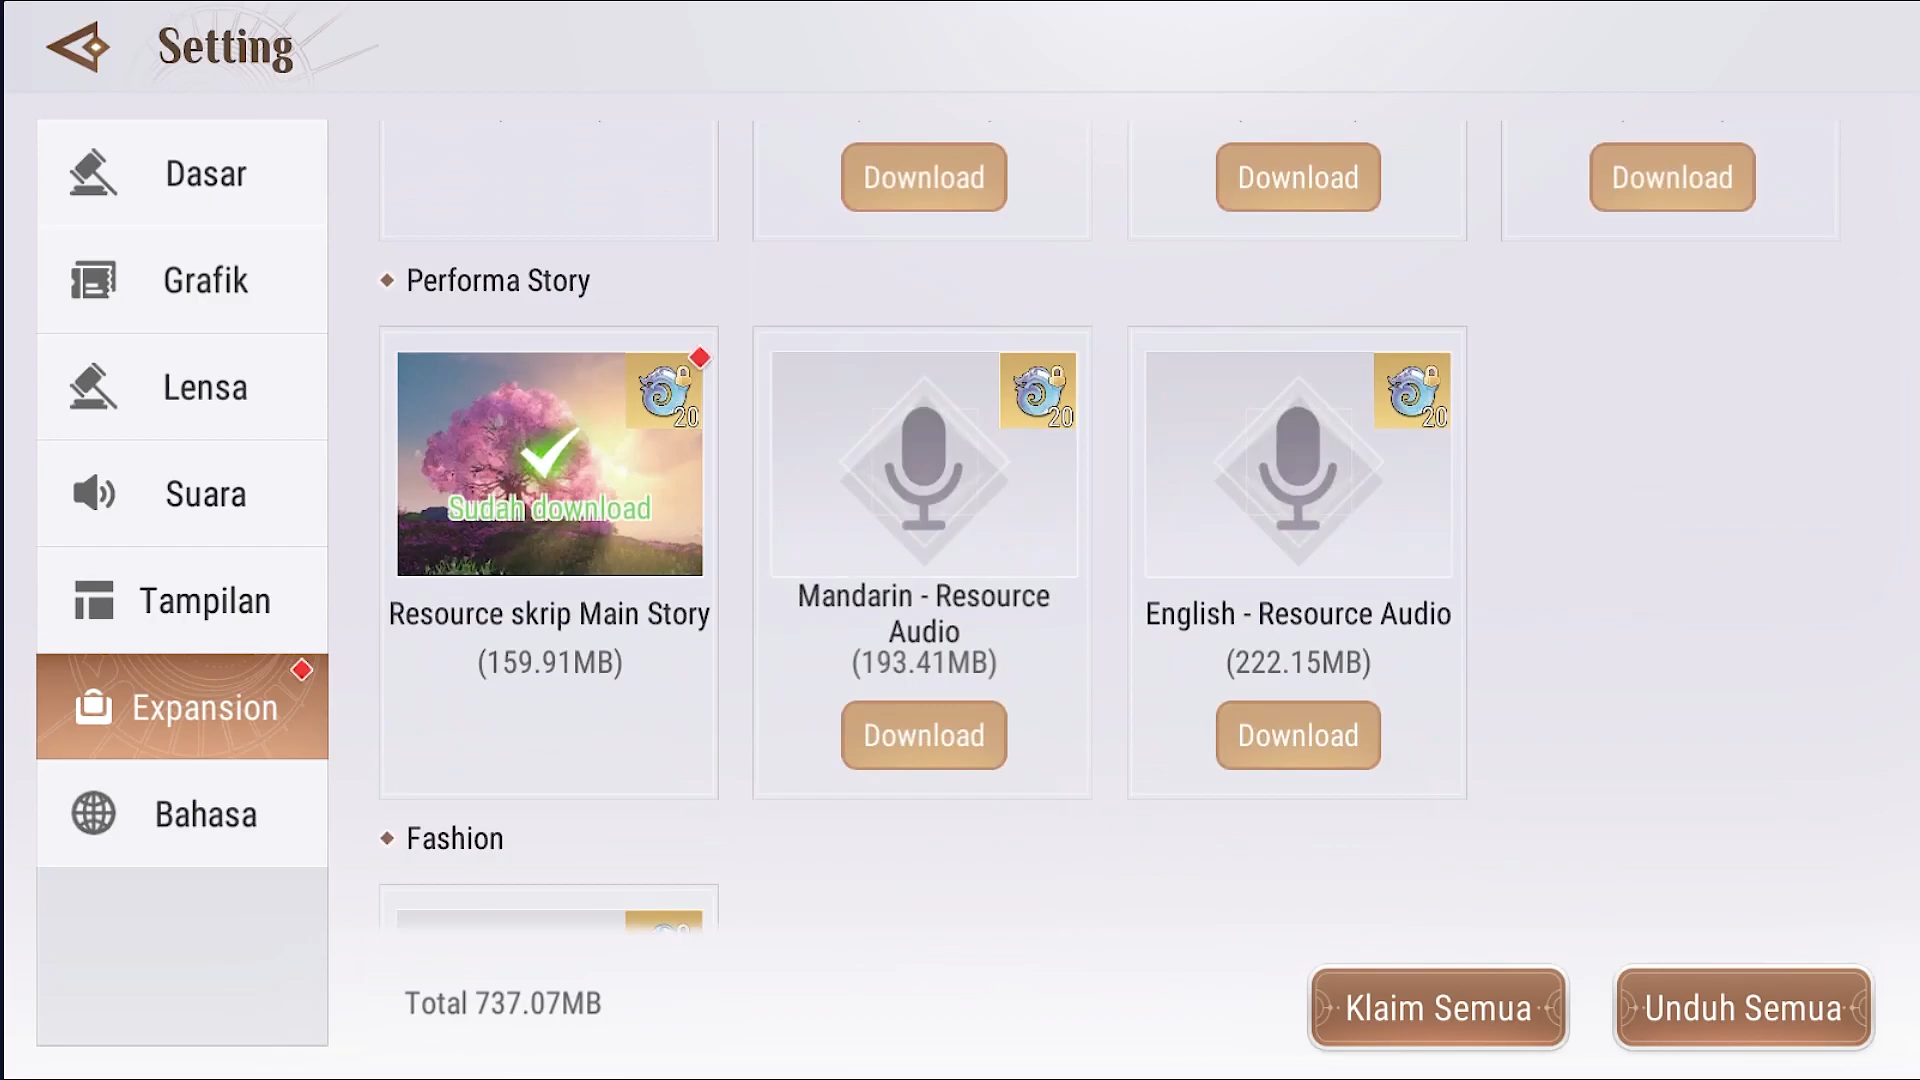 Setting
Dasar
Grafik
Lensa
Suara
Tampilan
Expansion
Bahasa
Download
Download
Download
Performa Story
20
Sudah download
Resource skrip Main Story
(159.91MB)
20
Mandarin - Resource
Audio
(193.41MB)
Download
20
English - Resource Audio
(222.15MB)
Download
Fashion
Total 737.07MB
Klaim Semua
Unduh Semua